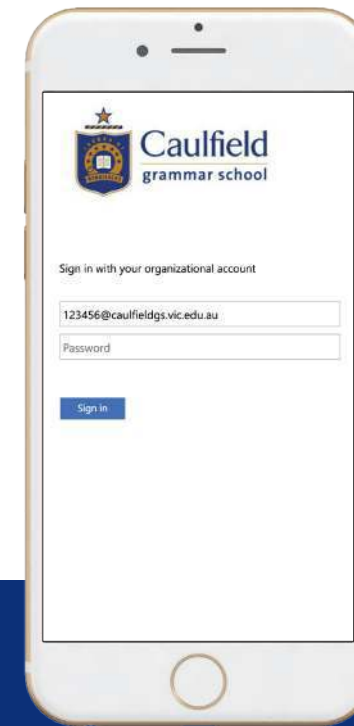 Caulfield
grammar school
Sign in with your organizational account
123456@caulfieldgs.vic.edu.au
Password
Sign in